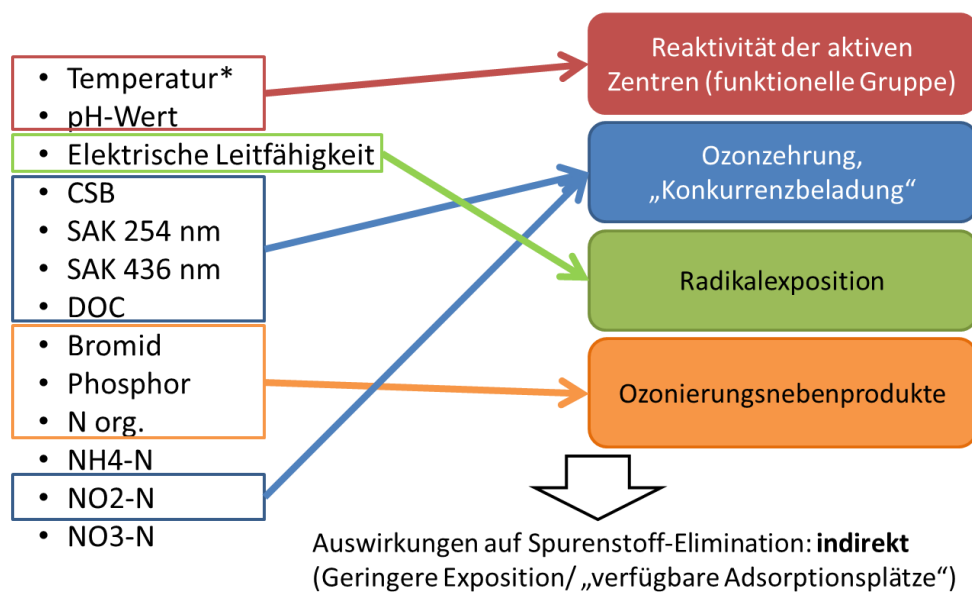 • Temperatur*
• pH-Wert
• Elektrische Leitfähigkeit
• CSB
• SAK 254 nm
• SAK 436 nm
• DOC
• Bromid
• Phosphor
• N org.
• NH4-N
• NO2-N
• NO3-N
Reaktivität der aktiven
Zentren (funktionelle Gruppe)
Ozonzehrung,
„Konkurrenzbeladung“
Radikalexposition
Ozonierungsnebenprodukte
Auswirkungen auf Spurenstoff-Elimination: indirekt
(Geringere Exposition/ „verfügbare Adsorptionsplätze“)